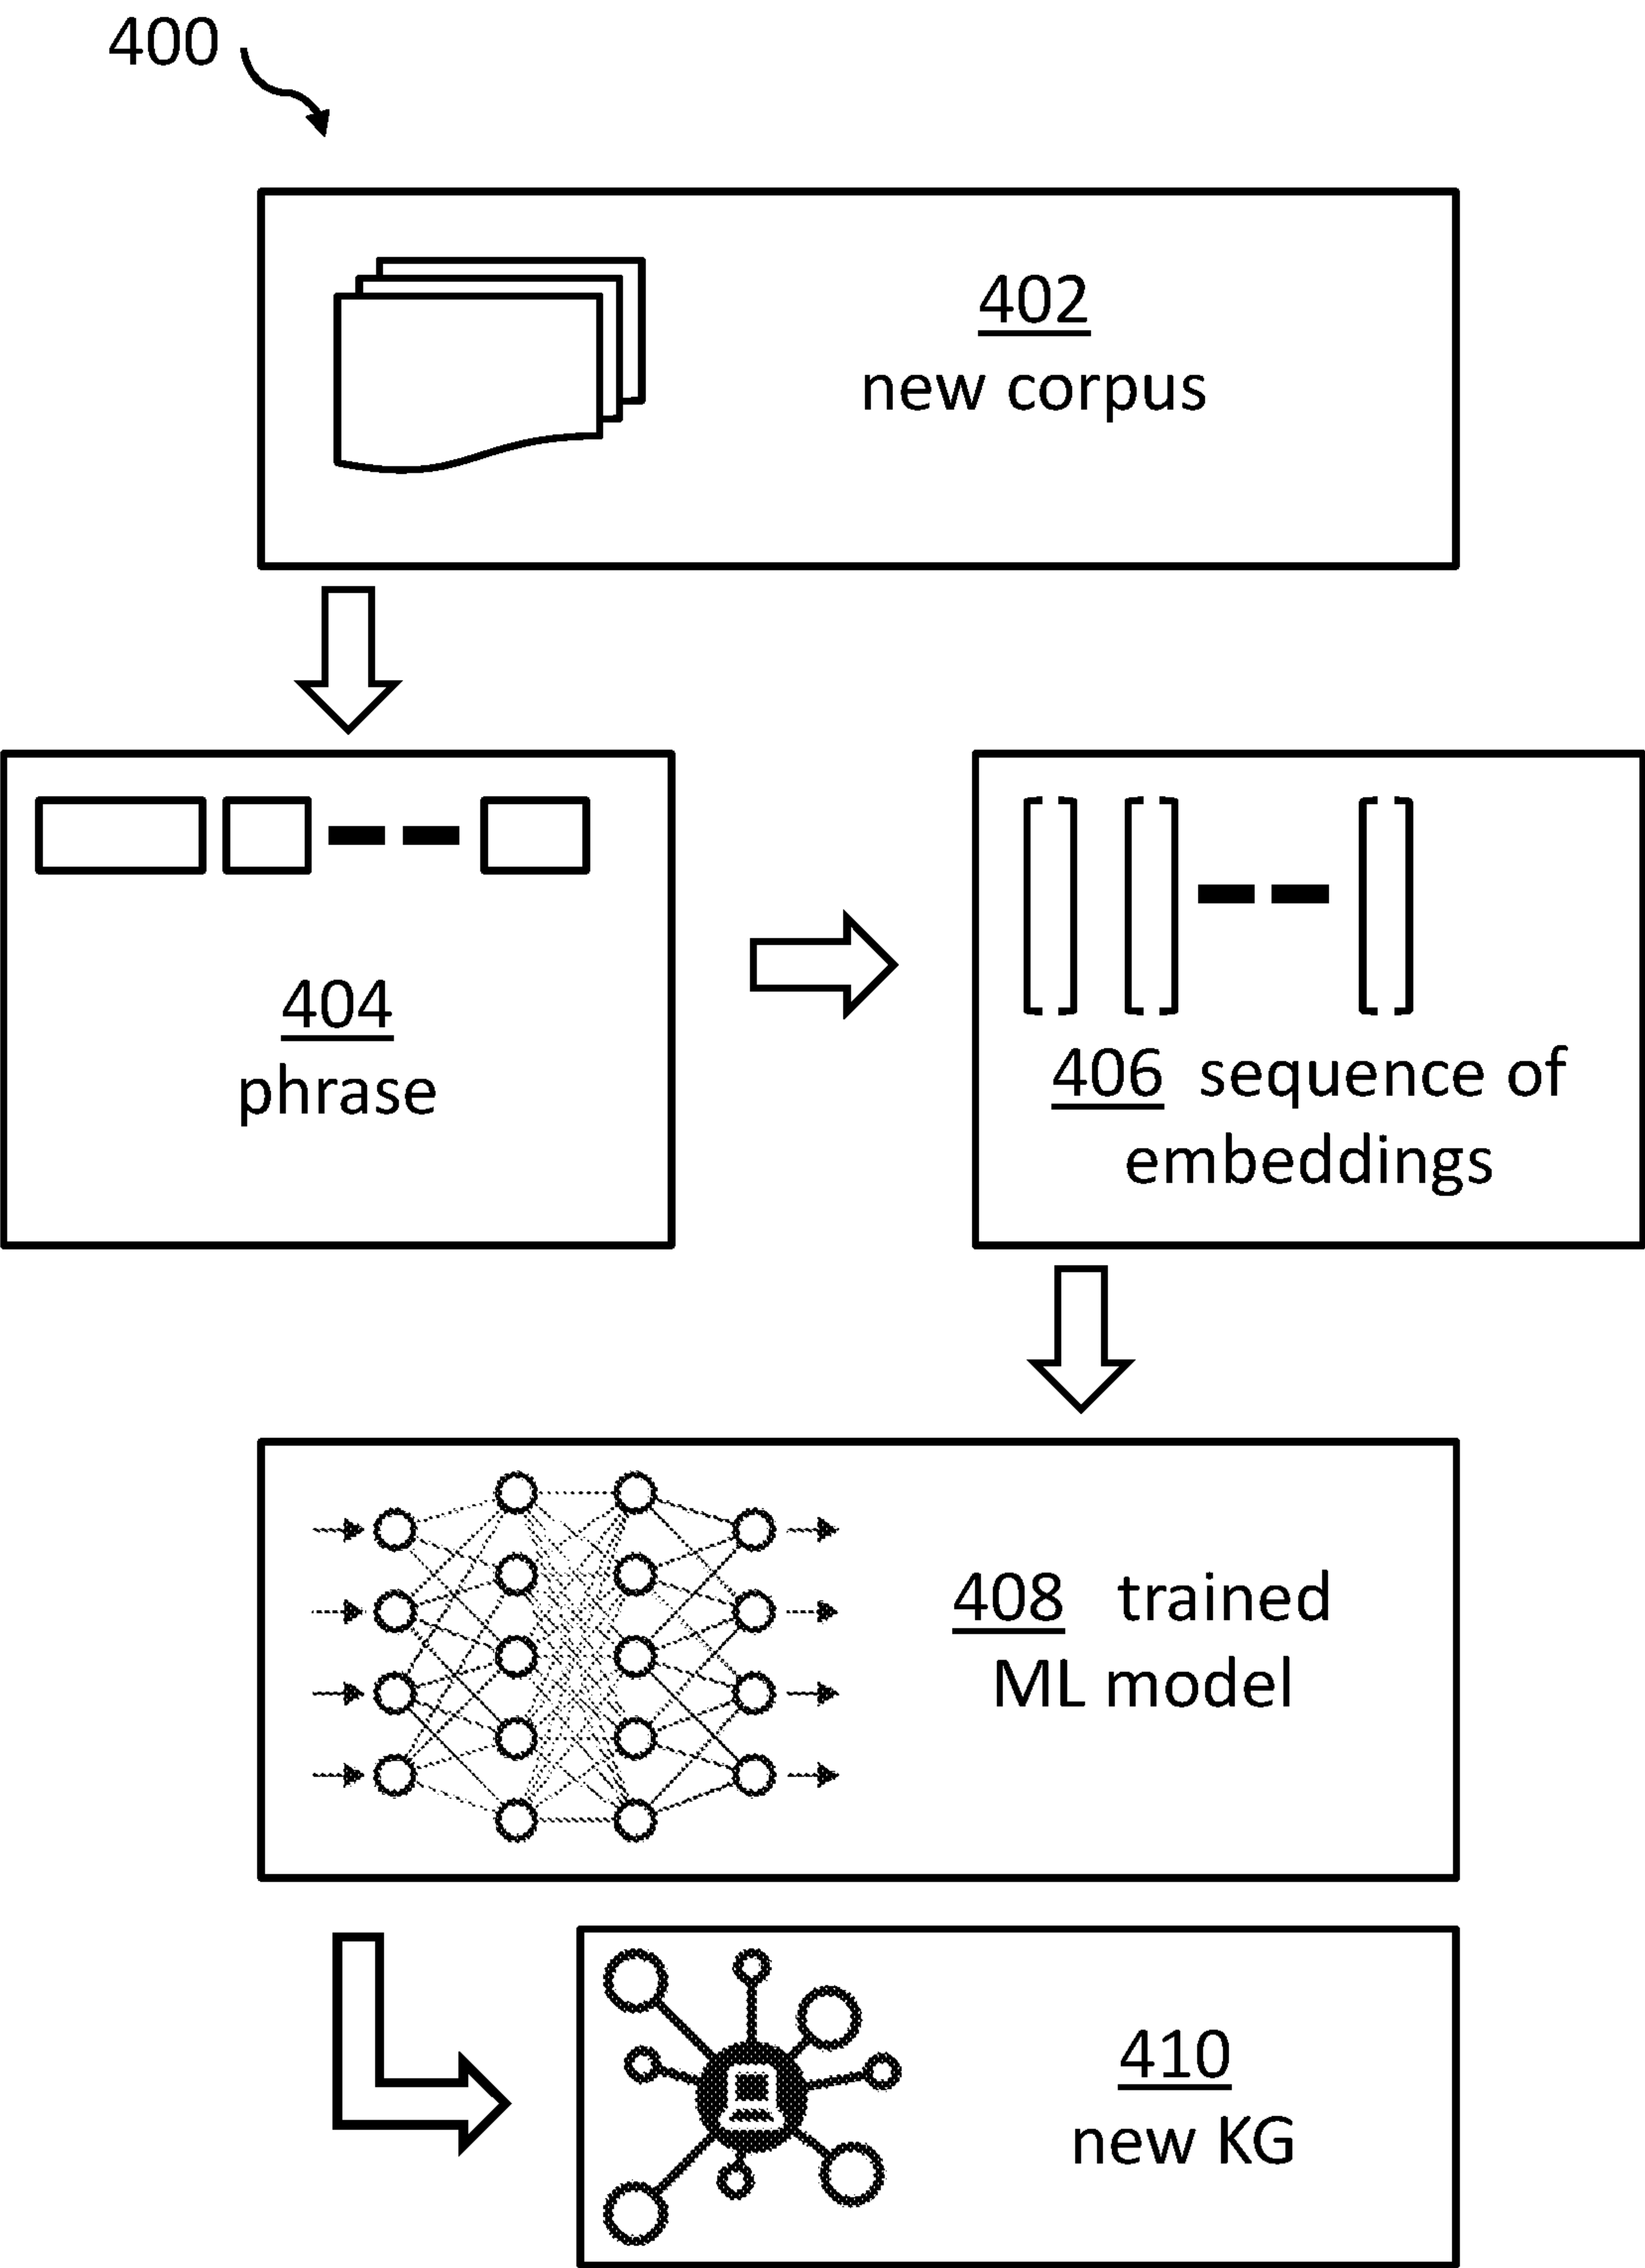 400
402
new corpus
404
phrase
406 sequence of
embeddings
408 trained
ML model
410
new KG